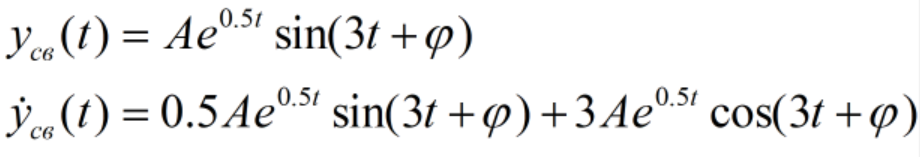 y_св(t) = Ae^{0.5t} sin(3t + φ)
ẏ_св(t) = 0.5Ae^{0.5t} sin(3t + φ) + 3Ae^{0.5t} cos(3t + φ)